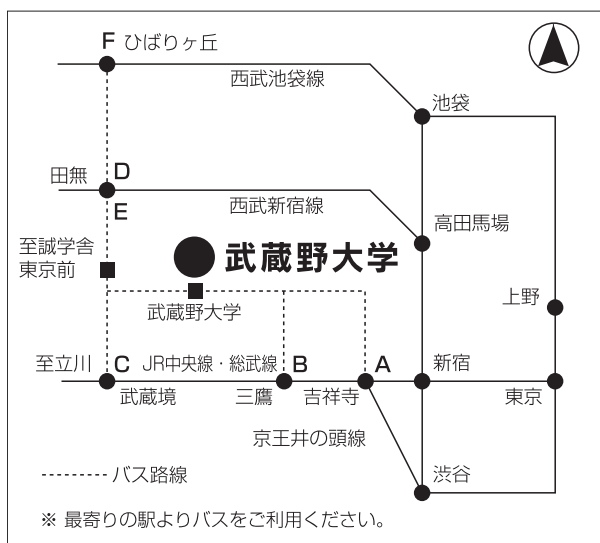 F ひばりヶ丘
西武池袋線
池袋
田無
D
E
西武新宿線
高田馬場
至誠学舎
東京前
武蔵野大学
武蔵野大学
上野
至立川
C
JR中央線・総武線
B
A
新宿
武蔵境
三鷹
吉祥寺
東京
京王井の頭線
渋谷
バス路線
※ 最寄りの駅よりバスをご利用ください。